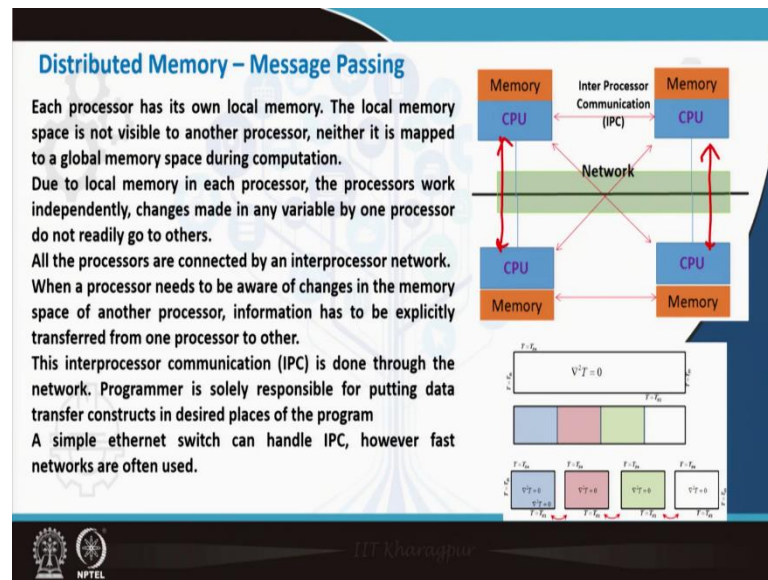 Distributed Memory – Message Passing
Each processor has its own local memory. The local memory
space is not visible to another processor, neither it is mapped
to a global memory space during computation.
Due to local memory in each processor, the processors work
independently, changes made in any variable by one processor
do not readily go to others.
All the processors are connected by an interprocessor network.
When a processor needs to be aware of changes in the memory
space of another processor, information has to be explicitly
transferred from one processor to other.
This interprocessor communication (IPC) is done through the
network. Programmer is solely responsible for putting data
transfer constructs in desired places of the program
A simple ethernet switch can handle IPC, however fast
networks are often used.
Memory
CPU
Inter Processor
Communication
(IPC)
Memory
CPU
Network
CPU
Memory
CPU
Memory
∇²T = 0
∇²T = 0
∇²T = 0
∇²T = 0
∇²T = 0
IIT Kharagpur
NPTEL